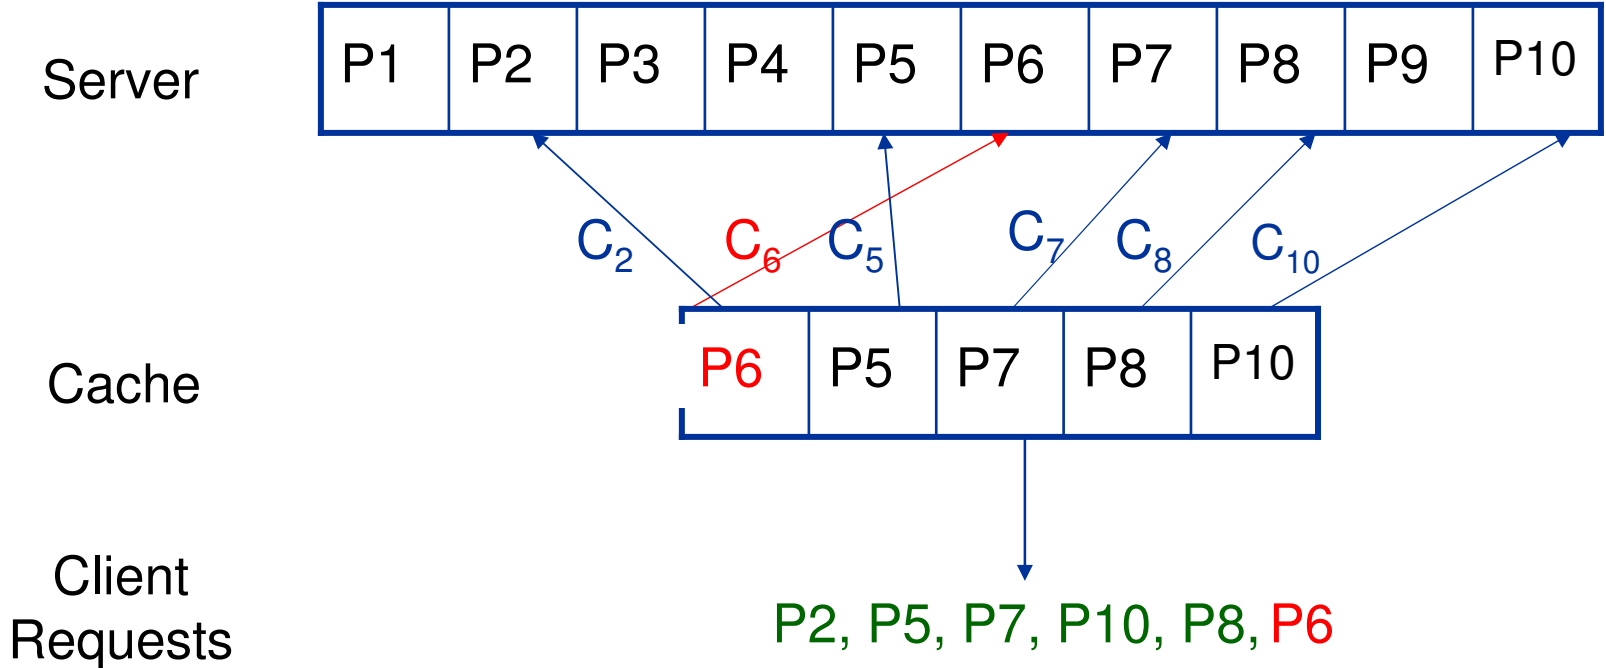 Server P1 P2 P3 P4 P5 P6 P7 P8 P9 P10
C2 C6 C5 C7 C8 C10
Cache P6 P5 P7 P8 P10
Client
Requests
P2, P5, P7, P10, P8, P6